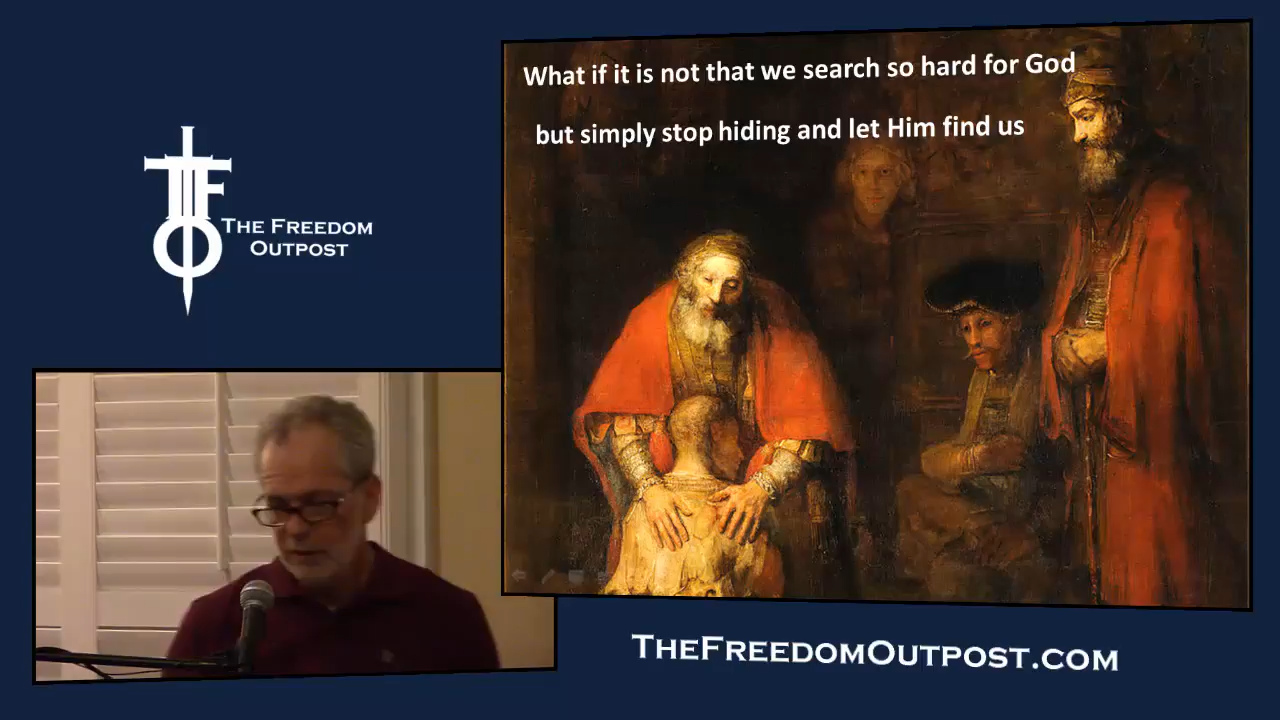 What if it is not that we search so hard for God
but simply stop hiding and let Him find us
TFO
The Freedom
Outpost
TheFreedomOutpost.com